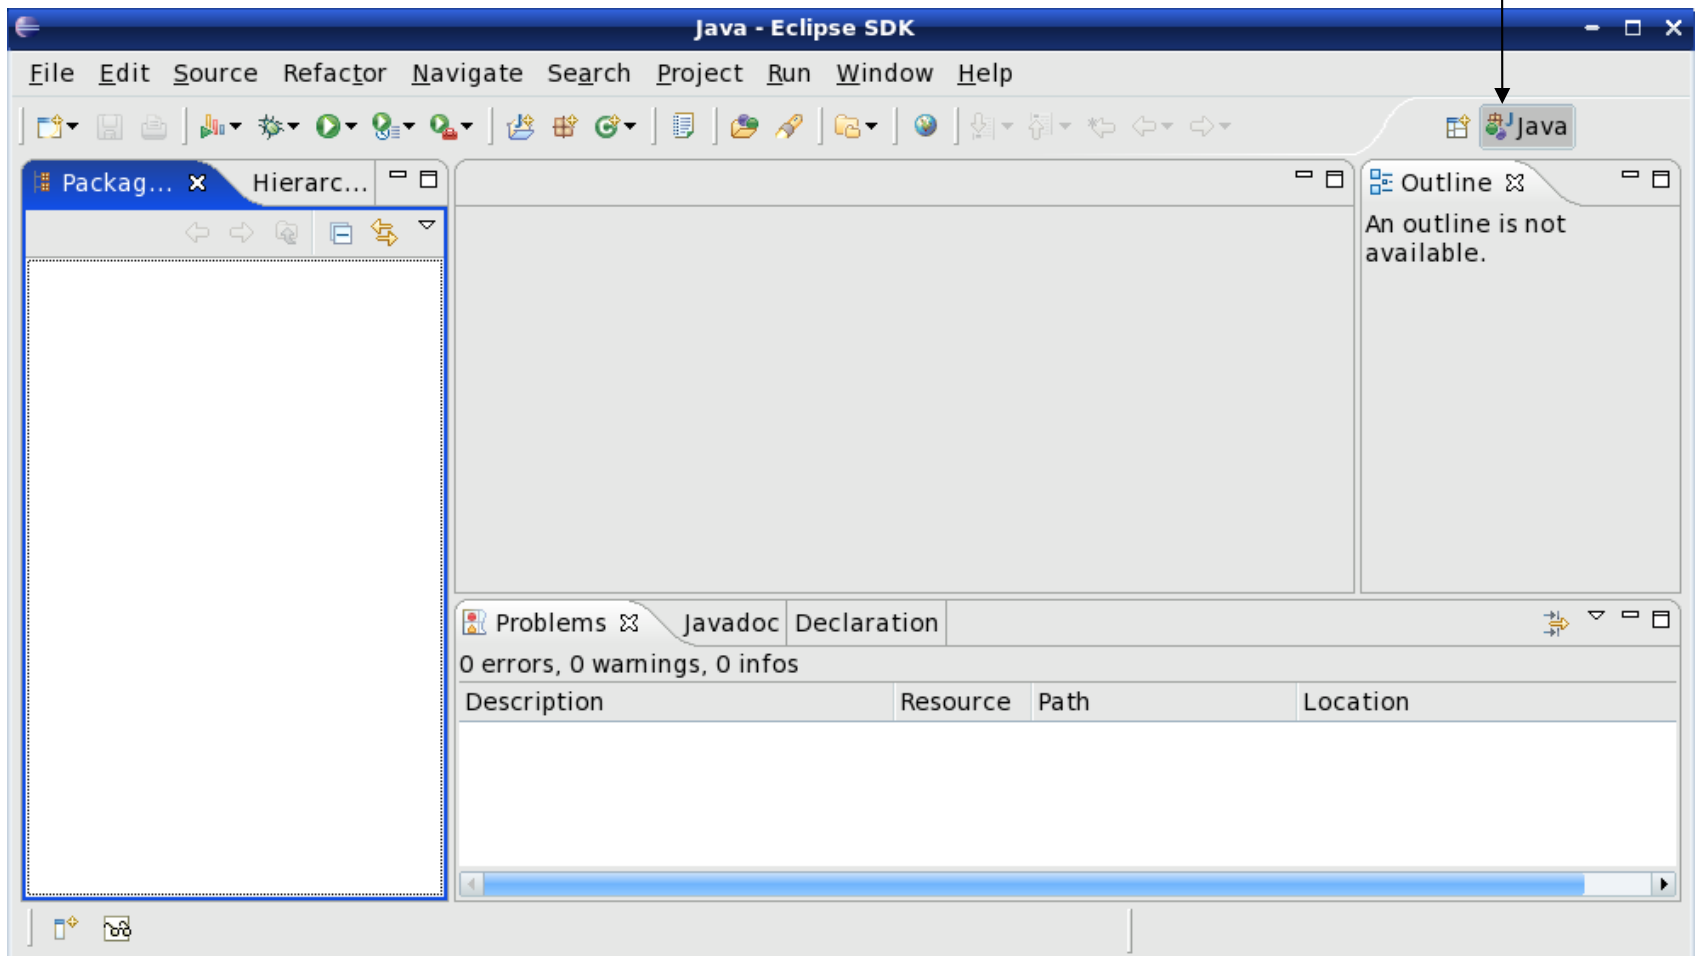 Java - Eclipse SDK
File Edit Source Refactor Navigate Search Project Run Window Help
Java
Packag... Hierarc...
Outline
An outline is not
available.
Problems Javadoc Declaration
0 errors, 0 warnings, 0 infos
Description Resource Path Location